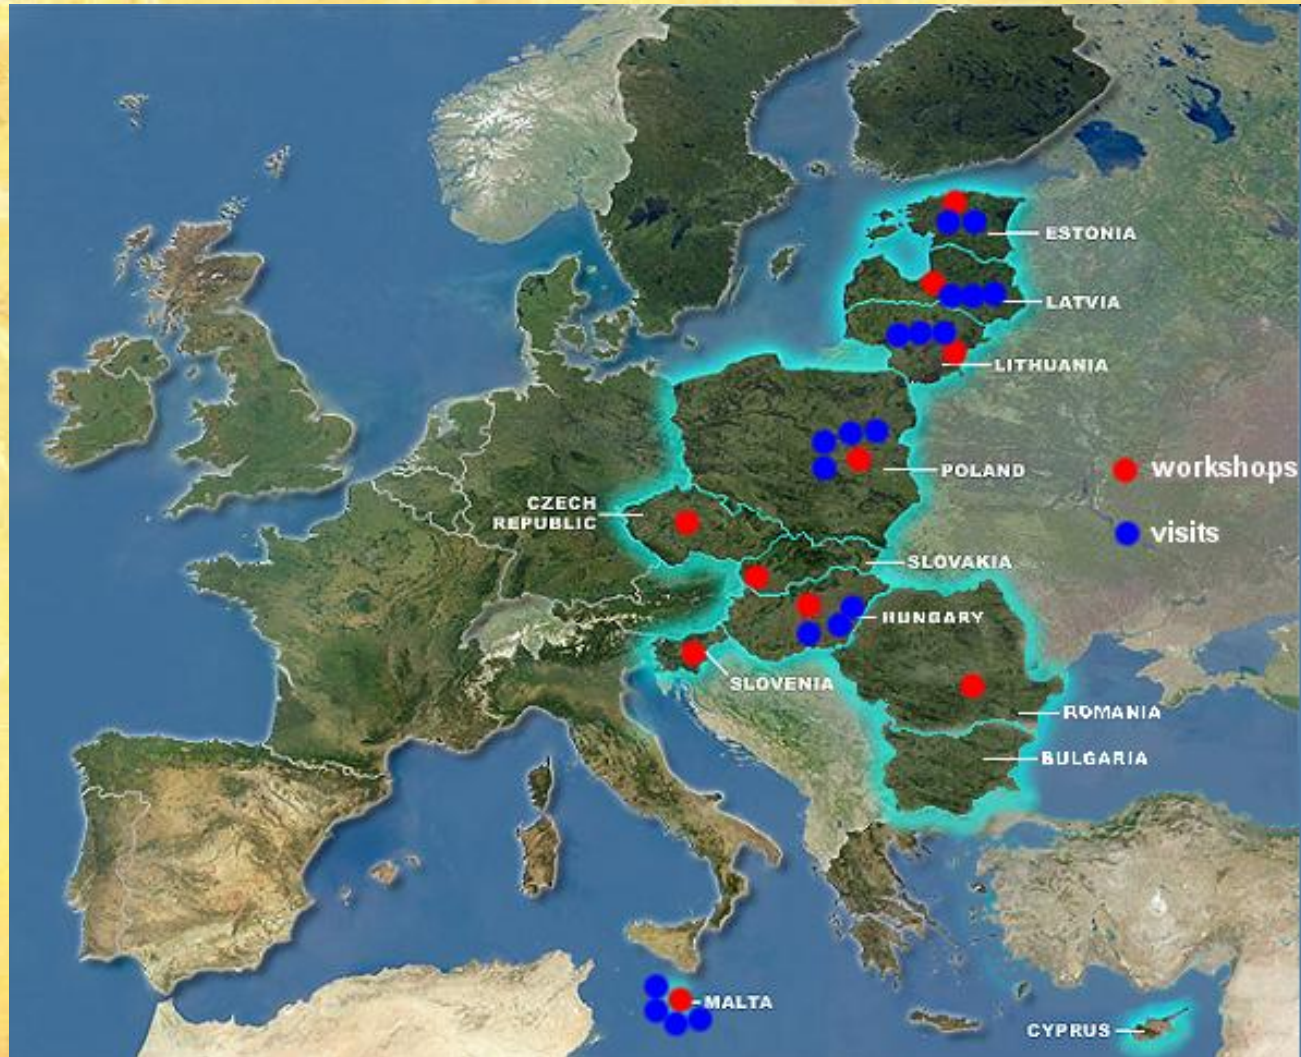 ESTONIA
LATVIA
LITHUANIA
workshops
POLAND
CZECH
REPUBLIC
visits
SLOVAKIA
HUNGARY
SLOVENIA
ROMANIA
BULGARIA
MALTA
CYPRUS